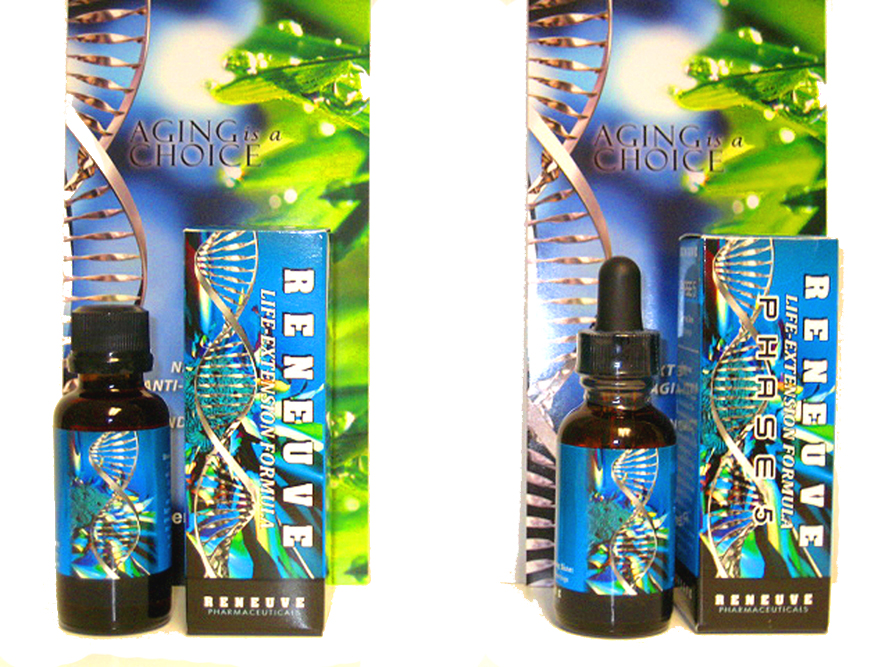 AGING is a
CHOICE
RENEUVE
LIFE-EXTENSION FORMULA
ANTI-
RENEUVE
PHARMACEUTICALS
AGING is a
CHOICE
RENEUVE
LIFE-EXTENSION FORMULA
PHASE 5
RENEUVE
PHARMACEUTICALS